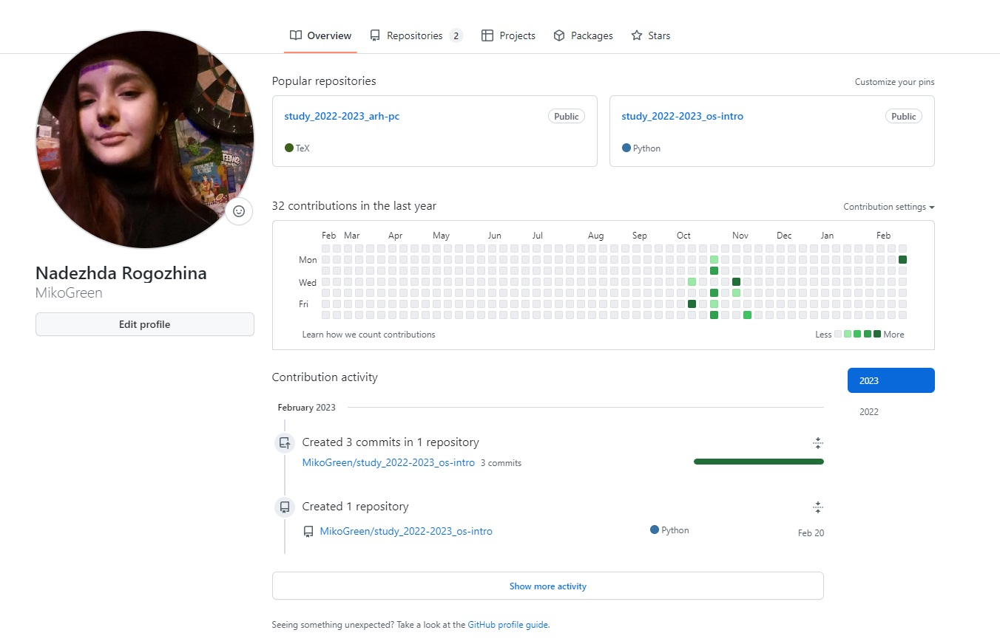 Overview Repositories 2 Projects Packages Stars
Popular repositories Customize your pins
study_2022-2023_arh-pc Public
TeX
study_2022-2023_os-intro Public
Python
Nadezhda Rogozhina
MikoGreen
Edit profile
32 contributions in the last year Contribution settings
Feb Mar Apr May Jun Jul Aug Sep Oct Nov Dec Jan Feb
Mon
Wed
Fri
Learn how we count contributions Less More
Contribution activity
2023
2022
February 2023
Created 3 commits in 1 repository
MikoGreen/study_2022-2023_os-intro 3 commits
Created 1 repository
MikoGreen/study_2022-2023_os-intro Python Feb 20
Show more activity
Seeing something unexpected? Take a look at the GitHub profile guide.